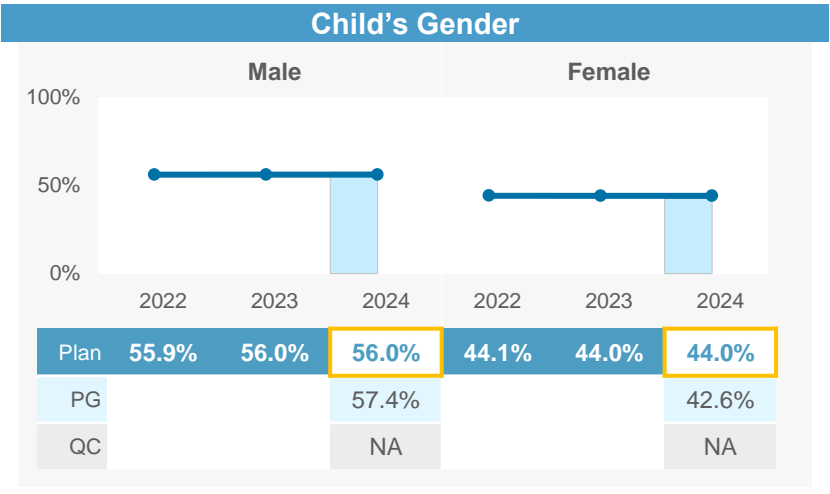 Child's Gender
Male Female
100%
50%
0%
2022 2023 2024 2022 2023 2024
Plan 55.9% 56.0% 56.0% 44.1% 44.0% 44.0%
PG 57.4% 42.6%
QC NA NA